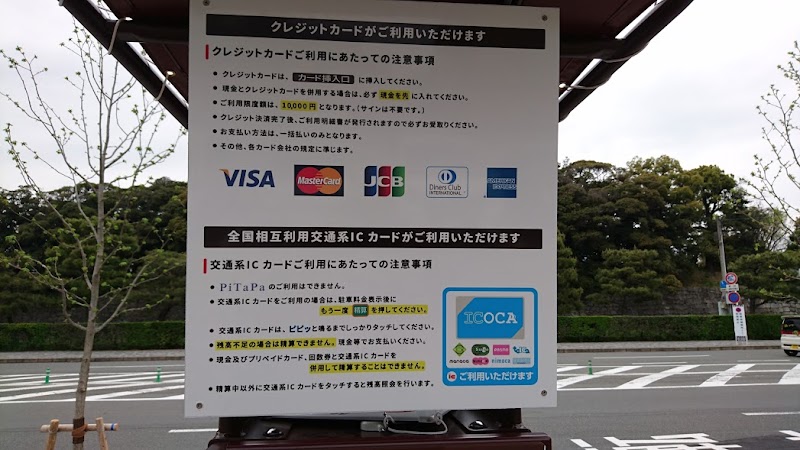 クレジットカードがご利用いただけます
クレジットカードご利用にあたっての注意事項
● クレジットカードは、カード挿入口に挿入してください。
● 現金とクレジットカードを併用する場合は、必ず現金を先に入れてください。
● ご利用限度額は、10,000円となります。(サインは不要です。)
● クレジット決済完了後、ご利用明細書が発行されますので必ずお受取りください。
● お支払い方法は、一括払いのみとなります。
● その他、各カード会社の規定に準じます。
VISA MasterCard JCB Diners Club INTERNATIONAL AMERICAN EXPRESS
全国相互利用交通系ICカードがご利用いただけます
交通系ICカードご利用にあたっての注意事項
● PiTaPaのご利用はできません。
● 交通系ICカードをご利用の場合は、駐車料金表示後に
もう一度 精算 を押してください。
● 交通系ICカードは、ピピッと鳴るまでしっかりタッチしてください。
● 残高不足の場合は精算できません。現金等でお支払いください。
● 現金及びプリペイドカード、回数券と交通系ICカードを
併用して精算することはできません。
● 精算中以外に交通系ICカードをタッチすると残高照会を行います。
ICOCA
nanaca nimoca
ご利用いただけます